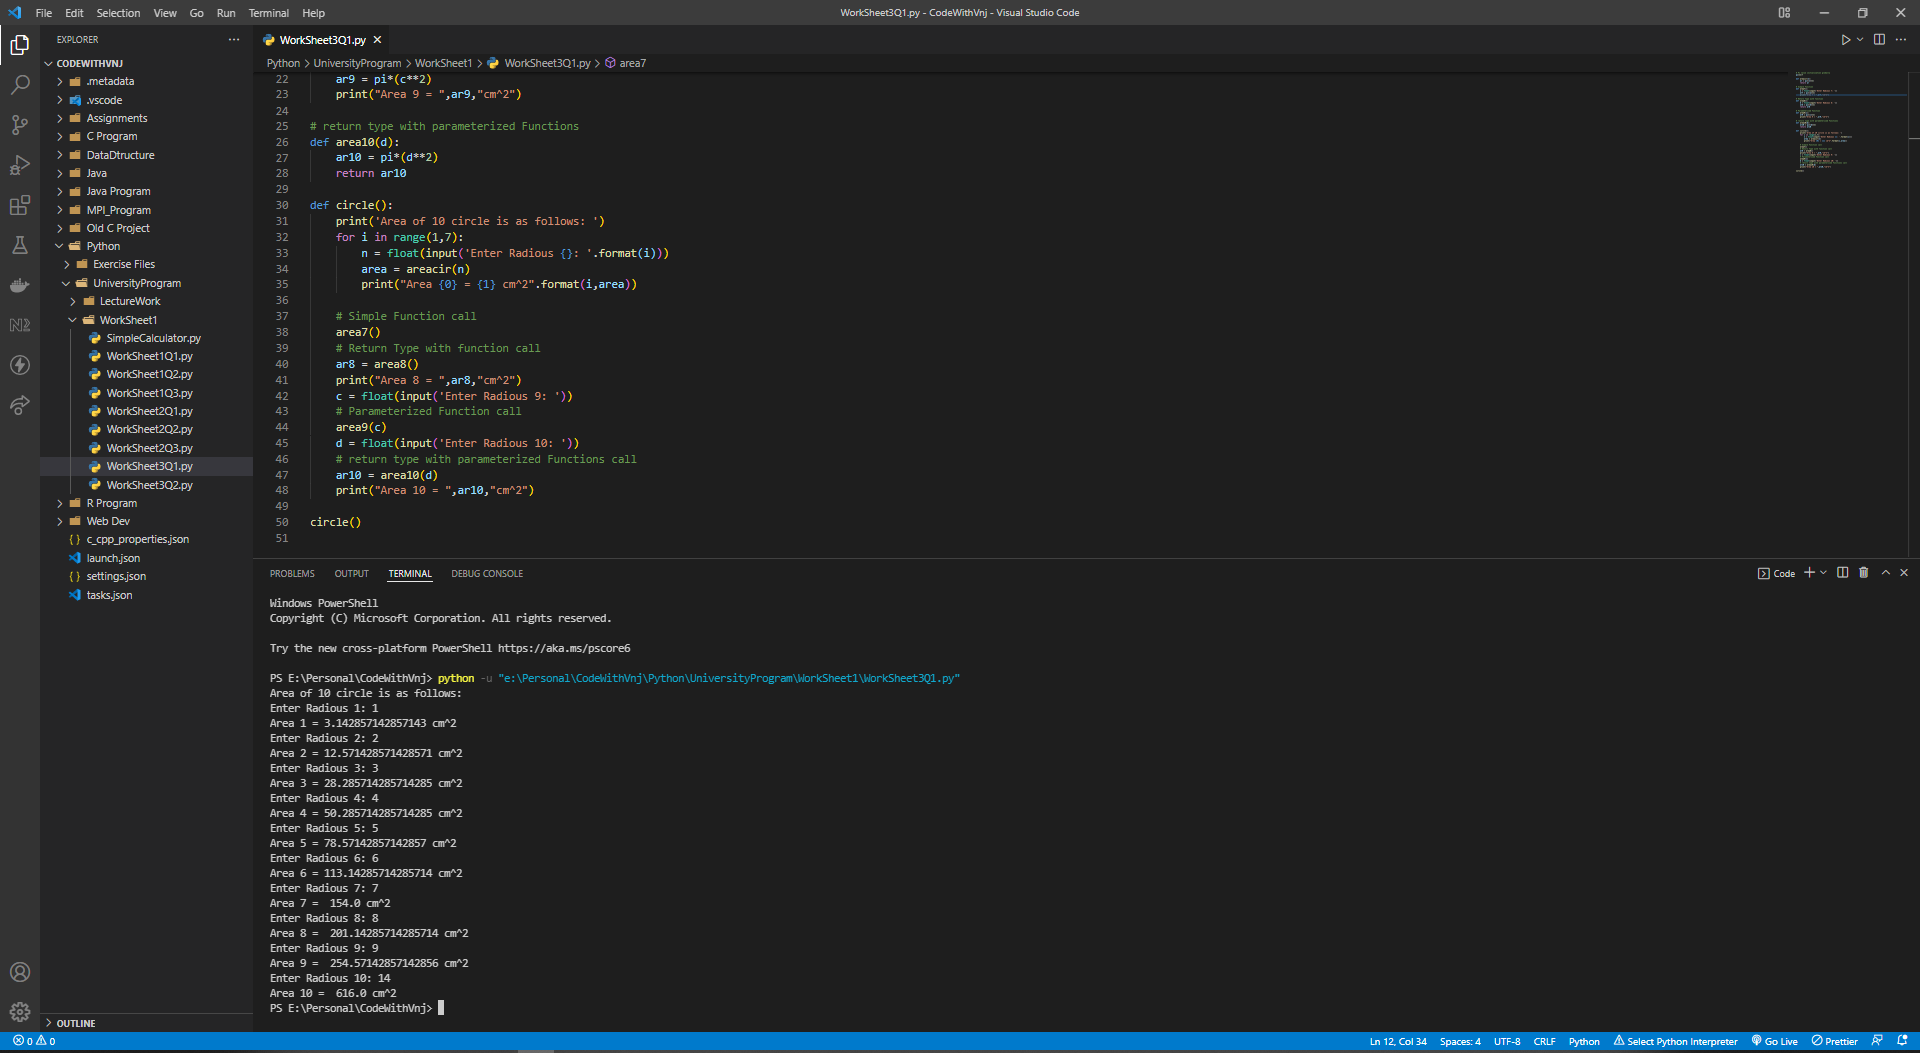 File Edit Selection View Go Run Terminal Help
WorkSheet3Q1.py - CodeWithVnj - Visual Studio Code
EXPLORER
CODEWITHVNJ
.metadata
.vscode
Assignments
C Program
DataDtructure
Java
Java Program
MPI_Program
Old C Project
Python
Exercise Files
UniversityProgram
LectureWork
WorkSheet1
SimpleCalculator.py
WorkSheet1Q1.py
WorkSheet1Q2.py
WorkSheet1Q3.py
WorkSheet2Q1.py
WorkSheet2Q2.py
WorkSheet2Q3.py
WorkSheet3Q1.py
WorkSheet3Q2.py
R Program
Web Dev
{ } c_cpp_properties.json
launch.json
{ } settings.json
tasks.json
OUTLINE
WorkSheet3Q1.py
Python > UniversityProgram > WorkSheet1 > WorkSheet3Q1.py > area7
22 ar9 = pi*(c**2)
23 print("Area 9 = ",ar9,"cm^2")
24
25 # return type with parameterized Functions
26 def area10(d):
27 ar10 = pi*(d**2)
28 return ar10
29
30 def circle():
31 print('Area of 10 circle is as follows: ')
32 for i in range(1,7):
33 n = float(input('Enter Radious {}: '.format(i)))
34 area = areacir(n)
35 print("Area {0} = {1} cm^2".format(i,area))
36
37 # Simple Function call
38 area7()
39 # Return Type with function call
40 ar8 = area8()
41 print("Area 8 = ",ar8,"cm^2")
42 c = float(input('Enter Radious 9: '))
43 # Parameterized Function call
44 area9(c)
45 d = float(input('Enter Radious 10: '))
46 # return type with parameterized Functions call
47 ar10 = area10(d)
48 print("Area 10 = ",ar10,"cm^2")
49
50 circle()
51
PROBLEMS OUTPUT TERMINAL DEBUG CONSOLE
Code
Windows PowerShell
Copyright (C) Microsoft Corporation. All rights reserved.
Try the new cross-platform PowerShell https://aka.ms/pscore6
PS E:\Personal\CodeWithVnj> python -u "e:\Personal\CodeWithVnj\Python\UniversityProgram\WorkSheet1\WorkSheet3Q1.py"
Area of 10 circle is as follows:
Enter Radious 1: 1
Area 1 = 3.142857142857143 cm^2
Enter Radious 2: 2
Area 2 = 12.571428571428571 cm^2
Enter Radious 3: 3
Area 3 = 28.285714285714285 cm^2
Enter Radious 4: 4
Area 4 = 50.285714285714285 cm^2
Enter Radious 5: 5
Area 5 = 78.57142857142857 cm^2
Enter Radious 6: 6
Area 6 = 113.14285714285714 cm^2
Enter Radious 7: 7
Area 7 =  154.0 cm^2
Enter Radious 8: 8
Area 8 =  201.14285714285714 cm^2
Enter Radious 9: 9
Area 9 =  254.57142857142856 cm^2
Enter Radious 10: 14
Area 10 =  616.0 cm^2
PS E:\Personal\CodeWithVnj>
0 0
Ln 12, Col 34 Spaces: 4 UTF-8 CRLF Python Select Python Interpreter Go Live Prettier